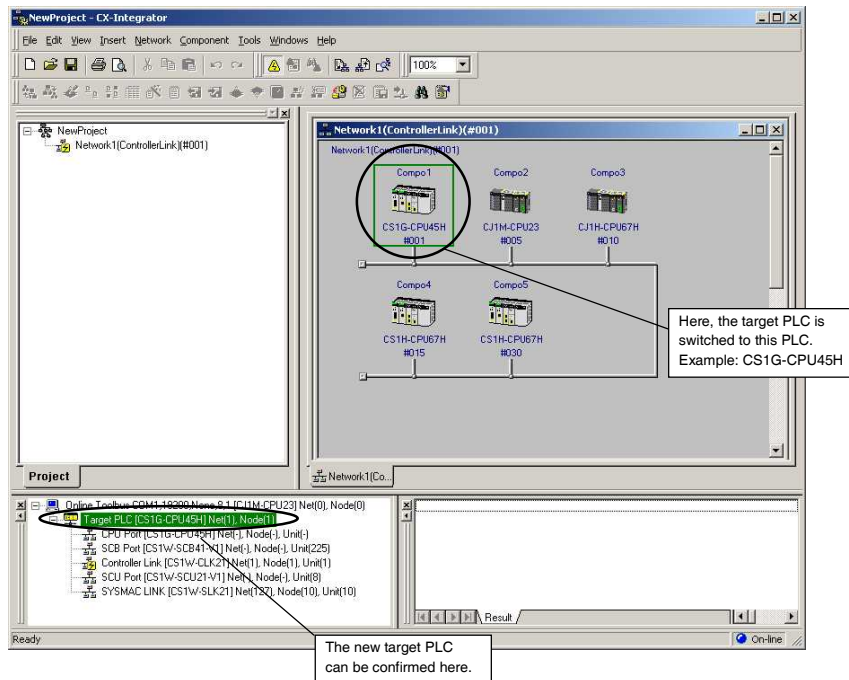 NewProject - CX-Integrator
File Edit View Insert Network Component Tools Windows Help
100%
NewProject
Network1(ControllerLink)(#001)
Project
Network1(ControllerLink)(#001)
Network1(ControllerLink)(#001)
Compo1 Compo2 Compo3
CS1G-CPU45H CJ1M-CPU23 CJ1H-CPU67H
#001 #005 #010
Compo4 Compo5
CS1H-CPU67H CS1H-CPU67H
#015 #030
Network1(Co...
Here, the target PLC is
switched to this PLC.
Example: CS1G-CPU45H
Online Toolbus COM1,19200,None,8,1 [CJ1M-CPU23] Net(0), Node(0)
Target PLC [CS1G-CPU45H] Net(1), Node(1)
CPU Port [CS1G-CPU45H] Net(-), Node(-), Unit(-)
SCB Port [CS1W-SCB41-V1] Net(-), Node(-), Unit(225)
Controller Link [CS1W-CLK21] Net(1), Node(1), Unit(1)
SCU Port [CS1W-SCU21-V1] Net(-), Node(-), Unit(8)
SYSMAC LINK [CS1W-SLK21] Net(127), Node(10), Unit(10)
Result
Ready
On-line
The new target PLC
can be confirmed here.